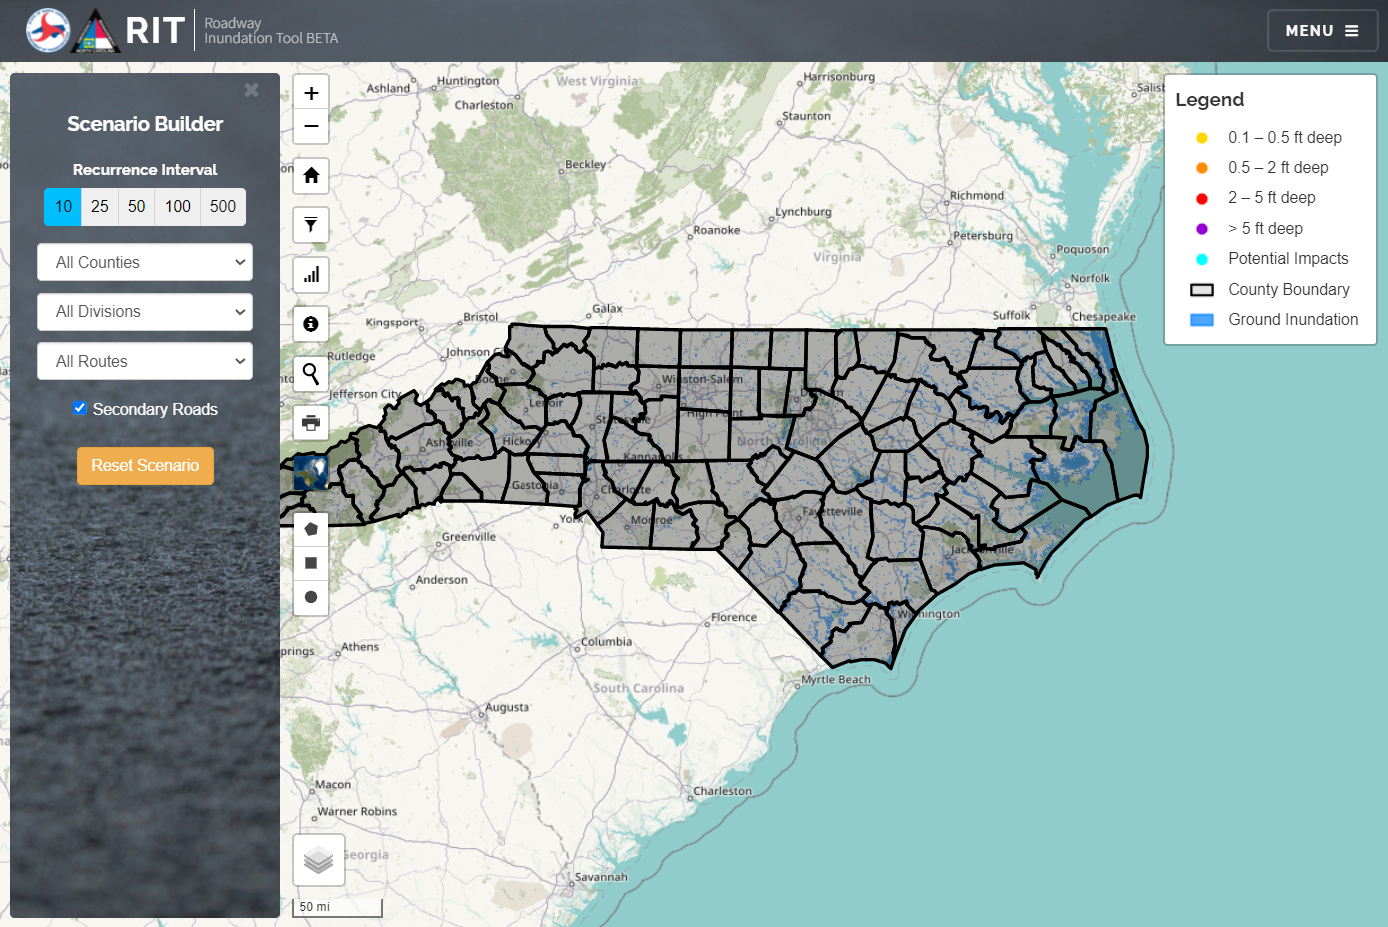 RIT
Roadway
Inundation Tool BETA
MENU
Scenario Builder
Recurrence Interval
10 25 50 100 500
All Counties
All Divisions
All Routes
Secondary Roads
Reset Scenario
Legend
0.1 – 0.5 ft deep
0.5 – 2 ft deep
2 – 5 ft deep
> 5 ft deep
Potential Impacts
County Boundary
Ground Inundation
Huntington
West Virginia
Harrisonburg
Ashland
Charleston
Staunton
Beckley
Richmond
Lynchburg
Roanoke
Petersburg
Virginia
Poquoson
Norfolk
Galax
Suffolk
Chesapeake
Kingsport
Bristol
Rutledge
Johnson
Jefferson City
Boone
Winston-Salem
Lenoir
High Point
Asheville
Hickory
North Carolina
Kannapolis
Gastonia
Charlotte
York
Monroe
Fayetteville
Greenville
Jacksonville
Anderson
Wilmington
Florence
Columbia
Athens
prings
Myrtle Beach
South Carolina
Augusta
Macon
Charleston
Warner Robins
Georgia
Savannah
50 mi